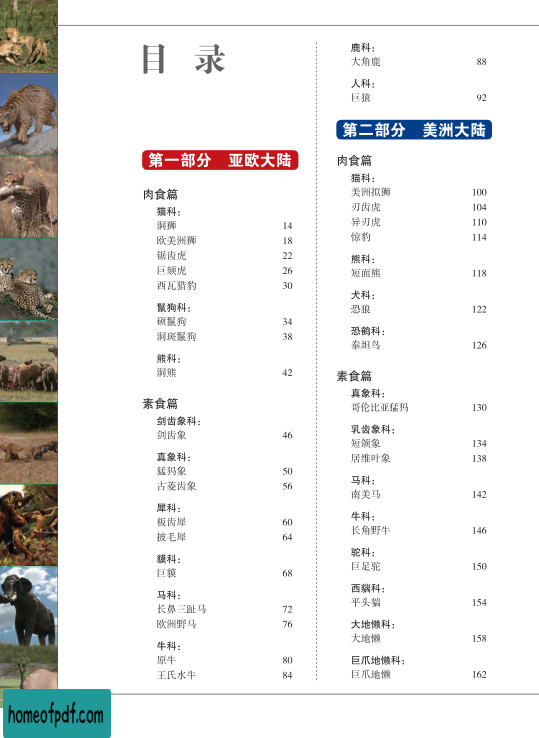 目 录
第一部分 亚欧大陆
肉食篇
猫科：
洞狮 14
欧美洲狮 18
锯齿虎 22
巨颏虎 26
西瓦猎豹 30
鬣狗科：
硕鬣狗 34
洞斑鬣狗 38
熊科：
洞熊 42
素食篇
剑齿象科：
剑齿象 46
真象科：
猛犸象 50
古菱齿象 56
犀科：
板齿犀 60
披毛犀 64
貘科：
巨貘 68
马科：
长鼻三趾马 72
欧洲野马 76
牛科：
原牛 80
王氏水牛 84
鹿科：
大角鹿 88
人科：
巨猿 92
第二部分 美洲大陆
肉食篇
猫科：
美洲拟狮 100
刃齿虎 104
异刃虎 110
惊豹 114
熊科：
短面熊 118
犬科：
恐狼 122
恐鹤科：
泰坦鸟 126
素食篇
真象科：
哥伦比亚猛犸 130
乳齿象科：
短颌象 134
居维叶象 138
马科：
南美马 142
牛科：
长角野牛 146
驼科：
巨足驼 150
西貒科：
平头貒 154
大地懒科：
大地懒 158
巨爪地懒科：
巨爪地懒 162
homeofpdf.com